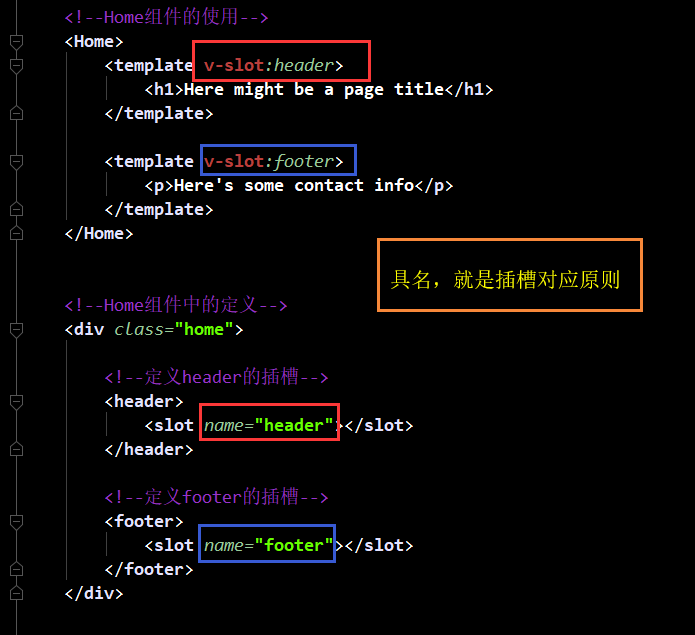 <!--Home组件的使用-->
<Home>
<template v-slot:header>
<h1>Here might be a page title</h1>
</template>
<template v-slot:footer>
<p>Here's some contact info</p>
</template>
</Home>
具名，就是插槽对应原则
<!--Home组件中的定义-->
<div class="home">
<!--定义header的插槽-->
<header>
<slot name="header"></slot>
</header>
<!--定义footer的插槽-->
<footer>
<slot name="footer"></slot>
</footer>
</div>